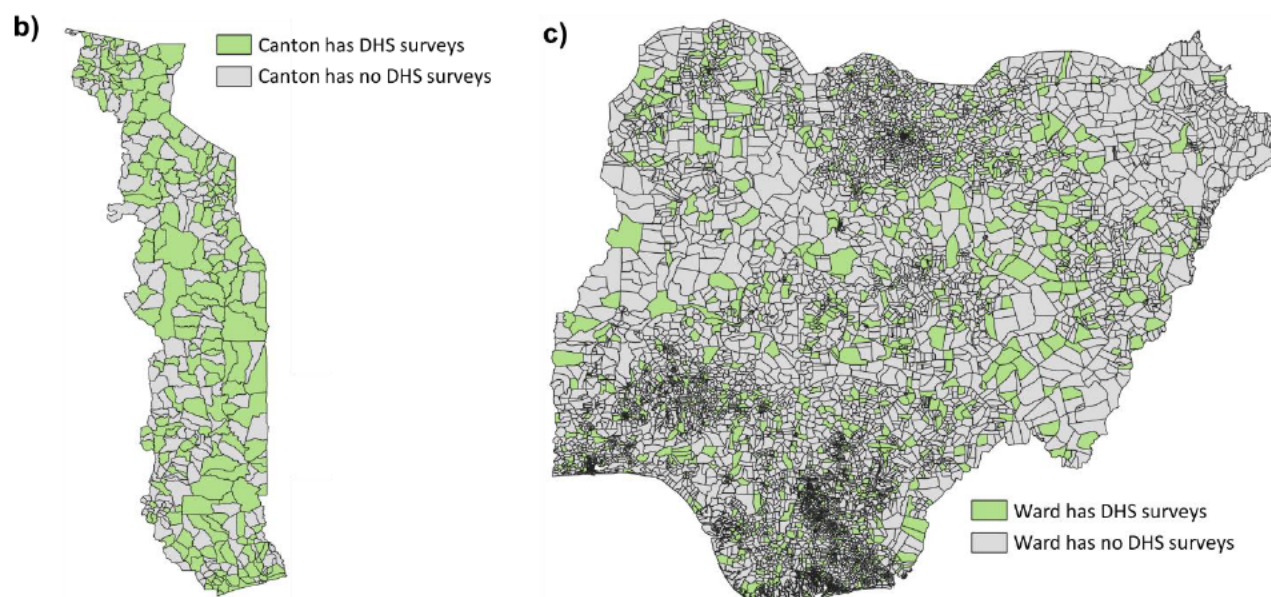 b)
Canton has DHS surveys
Canton has no DHS surveys
c)
Ward has DHS surveys
Ward has no DHS surveys